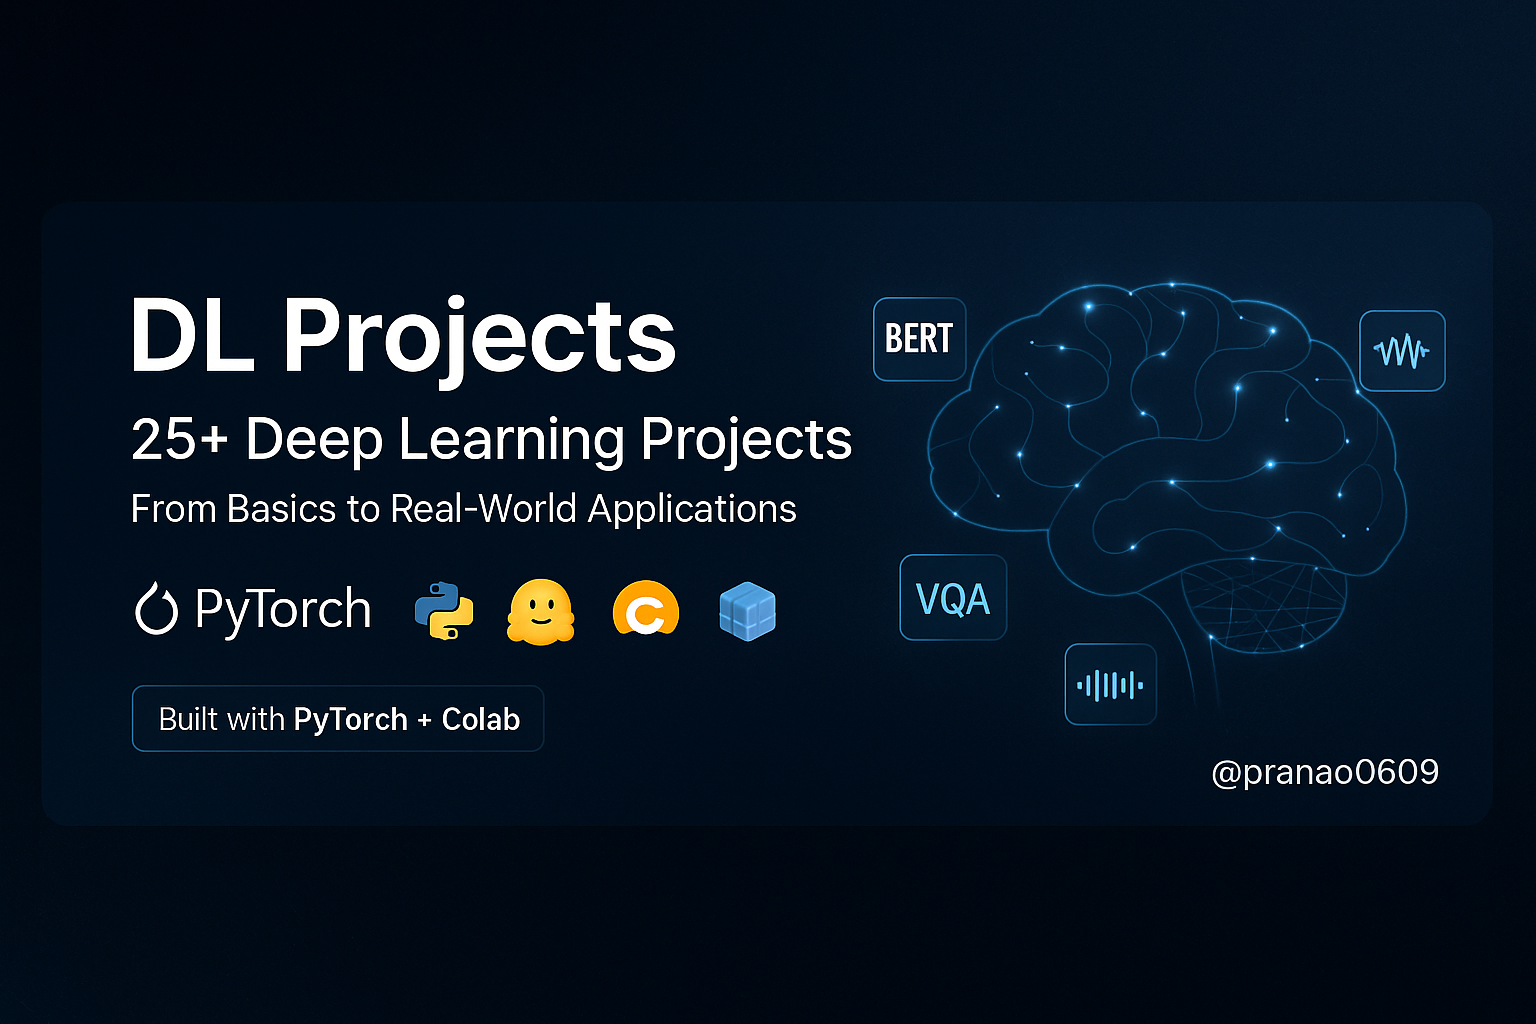 DL Projects
25+ Deep Learning Projects
From Basics to Real-World Applications
PyTorch
C
Built with PyTorch + Colab
BERT
VQA
@pranao0609